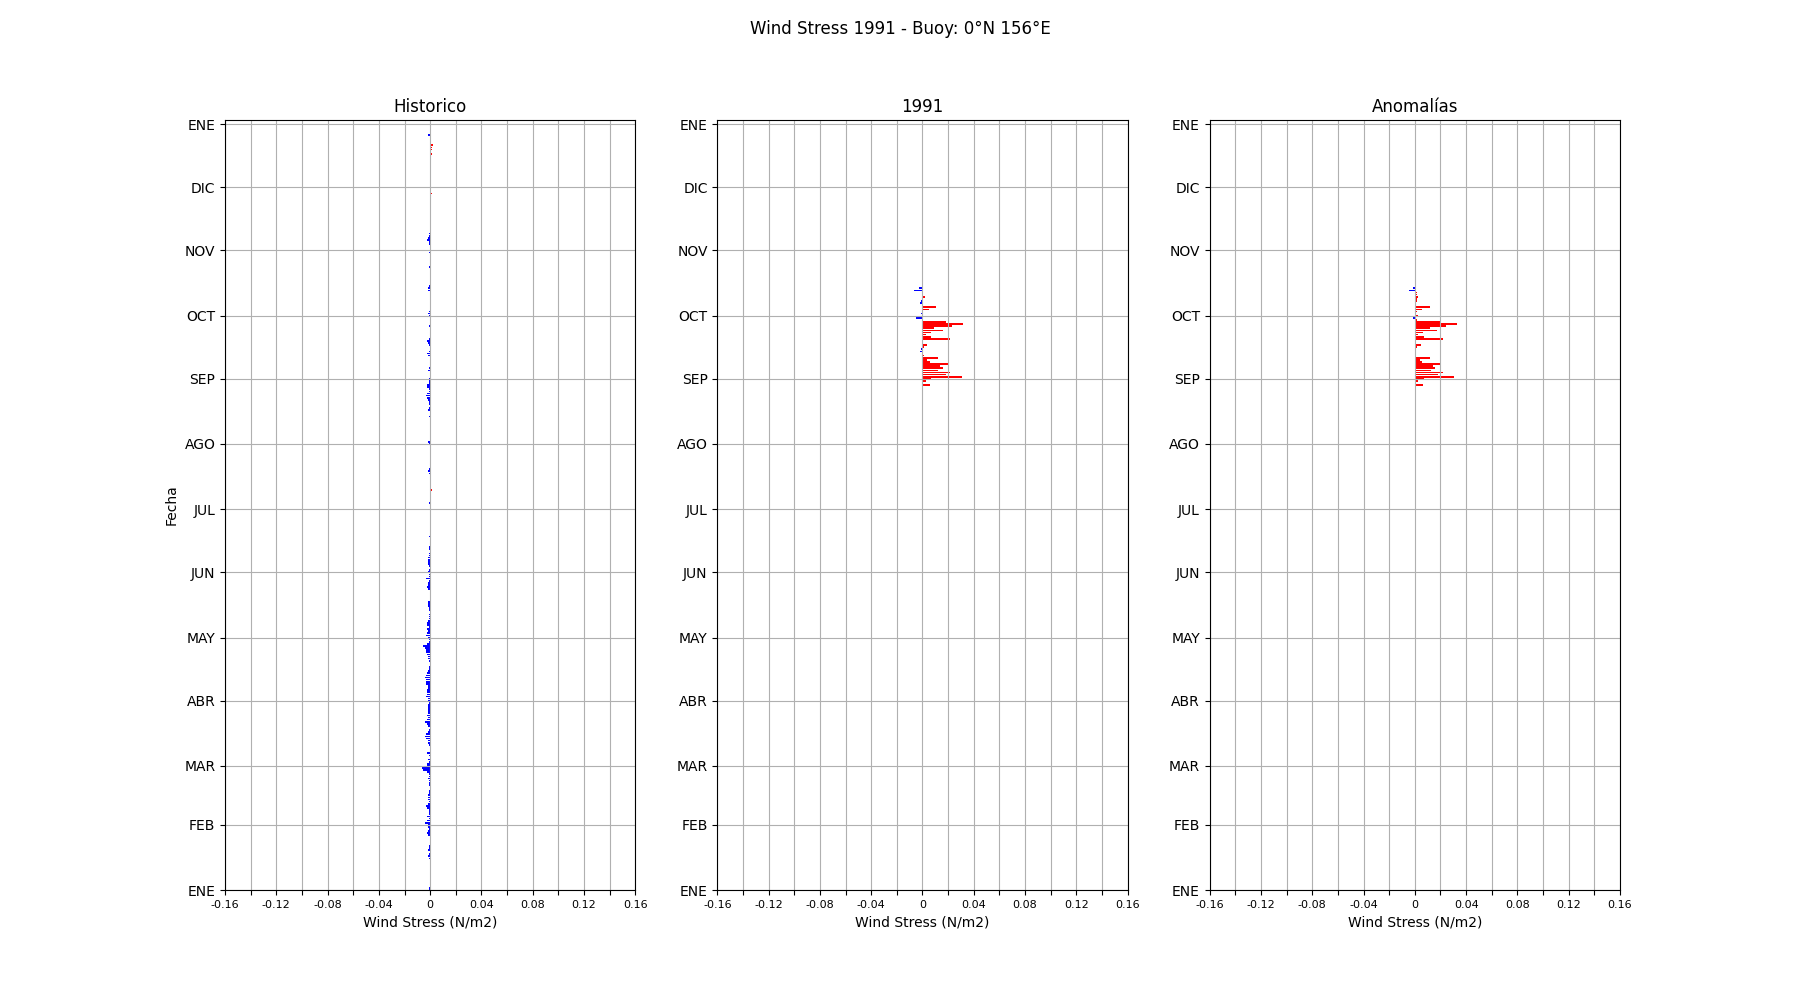 Wind Stress 1991 - Buoy: 0°N 156°E
Historico
ENE
DIC
NOV
OCT
SEP
AGO
JUL
JUN
MAY
ABR
MAR
FEB
ENE
Fecha
-0.16 -0.12 -0.08 -0.04 0 0.04 0.08 0.12 0.16
Wind Stress (N/m2)
1991
ENE
DIC
NOV
OCT
SEP
AGO
JUL
JUN
MAY
ABR
MAR
FEB
ENE
-0.16 -0.12 -0.08 -0.04 0 0.04 0.08 0.12 0.16
Wind Stress (N/m2)
Anomalías
ENE
DIC
NOV
OCT
SEP
AGO
JUL
JUN
MAY
ABR
MAR
FEB
ENE
-0.16 -0.12 -0.08 -0.04 0 0.04 0.08 0.12 0.16
Wind Stress (N/m2)